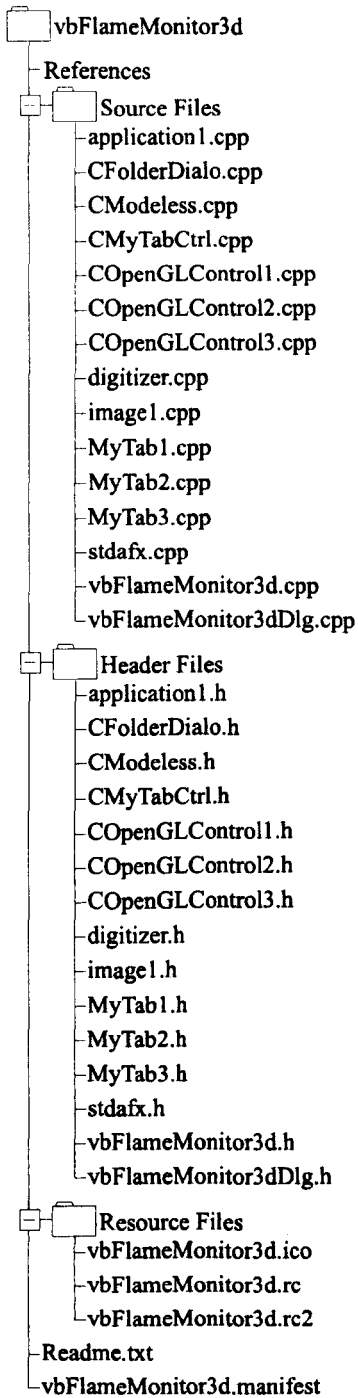 vbFlameMonitor3d
References
Source Files
application1.cpp
CFolderDialo.cpp
CModeless.cpp
CMyTabCtrl.cpp
COpenGLControl1.cpp
COpenGLControl2.cpp
COpenGLControl3.cpp
digitizer.cpp
image1.cpp
MyTab1.cpp
MyTab2.cpp
MyTab3.cpp
stdafx.cpp
vbFlameMonitor3d.cpp
vbFlameMonitor3dDlg.cpp
Header Files
application1.h
CFolderDialo.h
CModeless.h
CMyTabCtrl.h
COpenGLControl1.h
COpenGLControl2.h
COpenGLControl3.h
digitizer.h
image1.h
MyTab1.h
MyTab2.h
MyTab3.h
stdafx.h
vbFlameMonitor3d.h
vbFlameMonitor3dDlg.h
Resource Files
vbFlameMonitor3d.ico
vbFlameMonitor3d.rc
vbFlameMonitor3d.rc2
Readme.txt
vbFlameMonitor3d.manifest